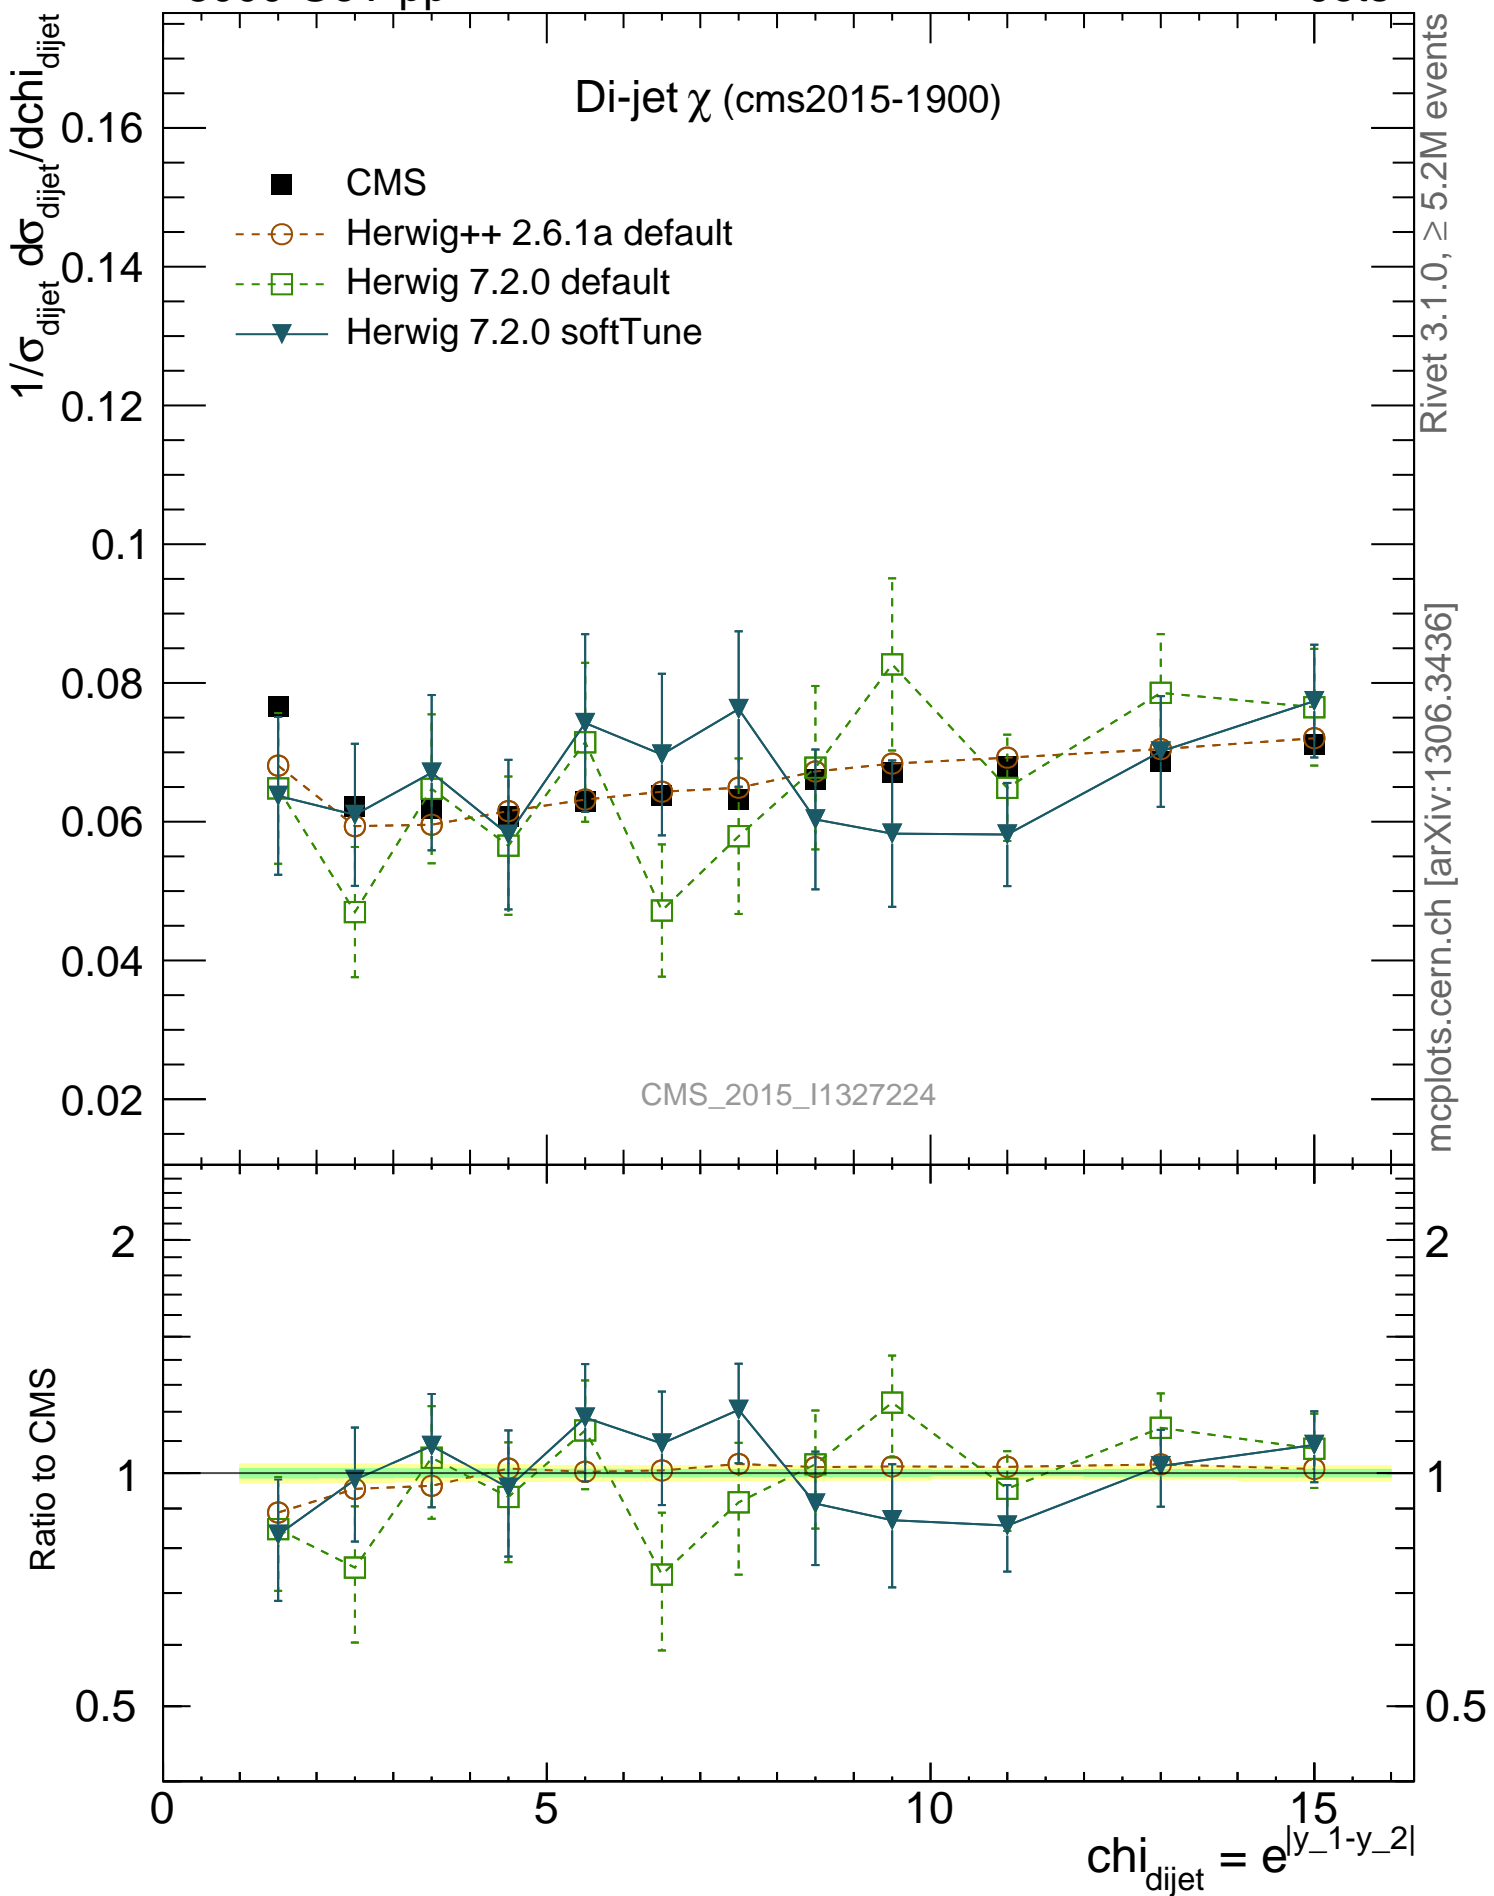 Di-jet χ (cms2015-1900)
CMS
Herwig++ 2.6.1a default
Herwig 7.2.0 default
Herwig 7.2.0 softTune
1/σdijet dσdijet/dchidijet
0.16
0.14
0.12
0.1
0.08
0.06
0.04
0.02
CMS_2015_I1327224
Rivet 3.1.0, ≥ 5.2M events
mcplots.cern.ch [arXiv:1306.3436]
Ratio to CMS
2
1
0.5
2
1
0.5
0
5
10
15
chidijet = e|y_1-y_2|